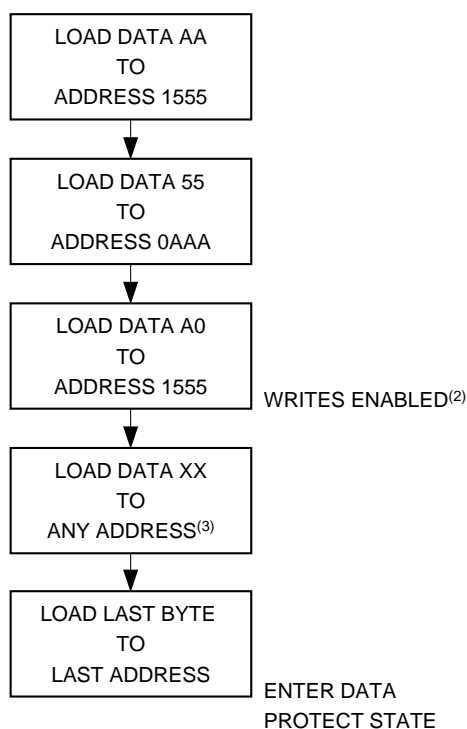 LOAD DATA AA
TO
ADDRESS 1555
LOAD DATA 55
TO
ADDRESS 0AAA
LOAD DATA A0
TO
ADDRESS 1555
WRITES ENABLED(2)
LOAD DATA XX
TO
ANY ADDRESS(3)
LOAD LAST BYTE
TO
LAST ADDRESS
ENTER DATA
PROTECT STATE